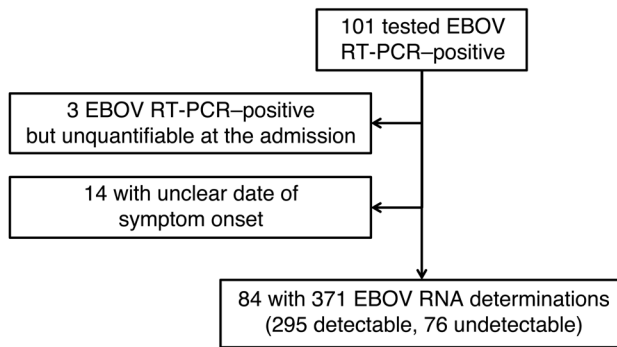 101 tested EBOV
RT-PCR–positive
3 EBOV RT-PCR–positive
but unquantifiable at the admission
14 with unclear date of
symptom onset
84 with 371 EBOV RNA determinations
(295 detectable, 76 undetectable)